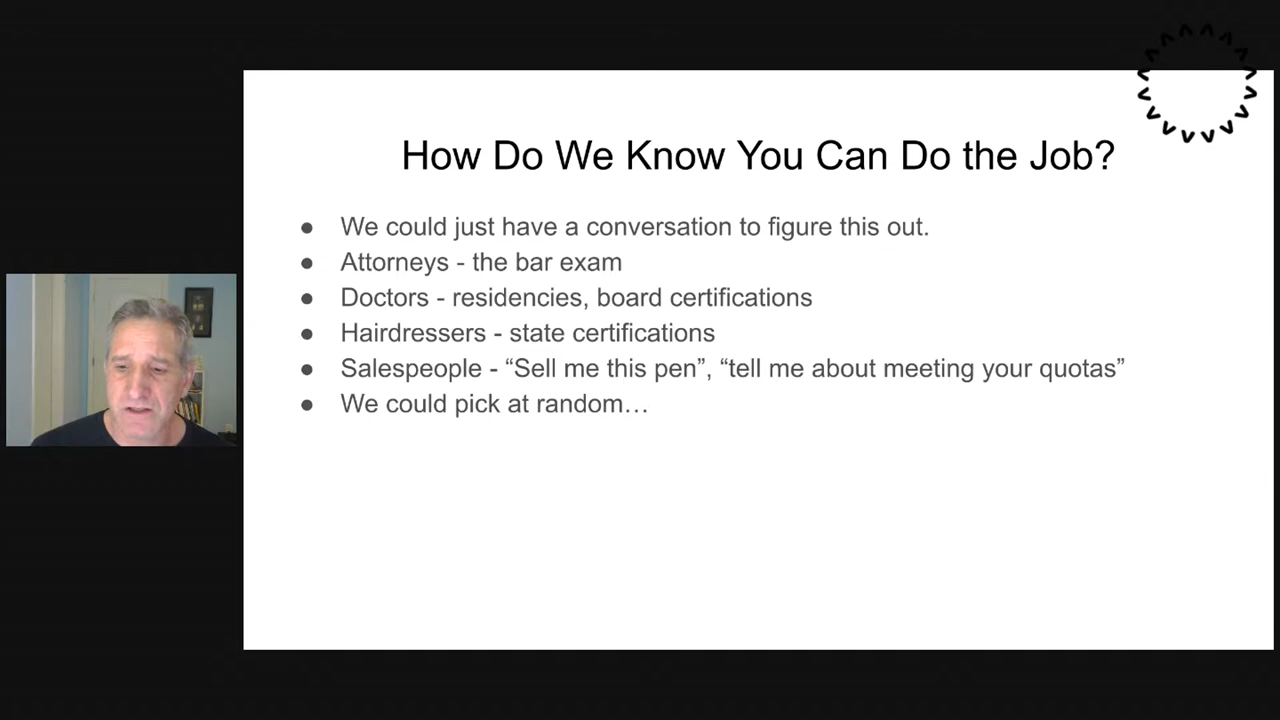 How Do We Know You Can Do the Job?
● We could just have a conversation to figure this out.
● Attorneys - the bar exam
● Doctors - residencies, board certifications
● Hairdressers - state certifications
● Salespeople - “Sell me this pen”, “tell me about meeting your quotas”
● We could pick at random…